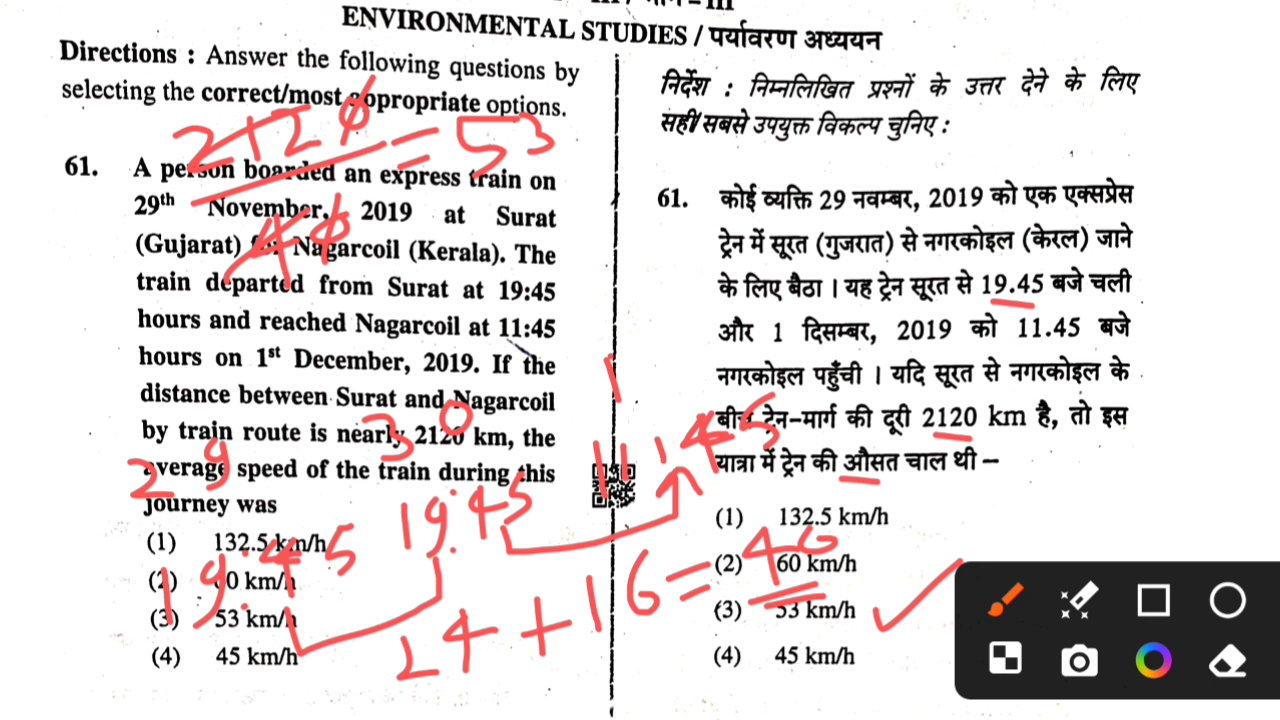 ENVIRONMENTAL STUDIES / पर्यावरण अध्ययन
Directions : Answer the following questions by
selecting the correct/most appropriate options.
61. A person boarded an express train on
29th November, 2019 at Surat
(Gujarat) for Nagarcoil (Kerala). The
train departed from Surat at 19:45
hours and reached Nagarcoil at 11:45
hours on 1st December, 2019. If the
distance between Surat and Nagarcoil
by train route is nearly 2120 km, the
average speed of the train during this
journey was
(1) 132.5 km/h
(2) 60 km/h
(3) 53 km/h
(4) 45 km/h
निर्देश : निम्नलिखित प्रश्नों के उत्तर देने के लिए
सही/सबसे उपयुक्त विकल्प चुनिए :
61. कोई व्यक्ति 29 नवम्बर, 2019 को एक एक्सप्रेस
ट्रेन में सूरत (गुजरात) से नगरकोइल (केरल) जाने
के लिए बैठा । यह ट्रेन सूरत से 19.45 बजे चली
और 1 दिसम्बर, 2019 को 11.45 बजे
नगरकोइल पहुँची । यदि सूरत से नगरकोइल के
बीच ट्रेन-मार्ग की दूरी 2120 km है, तो इस
यात्रा में ट्रेन की औसत चाल थी –
(1) 132.5 km/h
(2) 60 km/h
(3) 53 km/h
(4) 45 km/h
2120 = 53
40
29 30 1
19:45 19:45 11:45
24 + 16 = 40